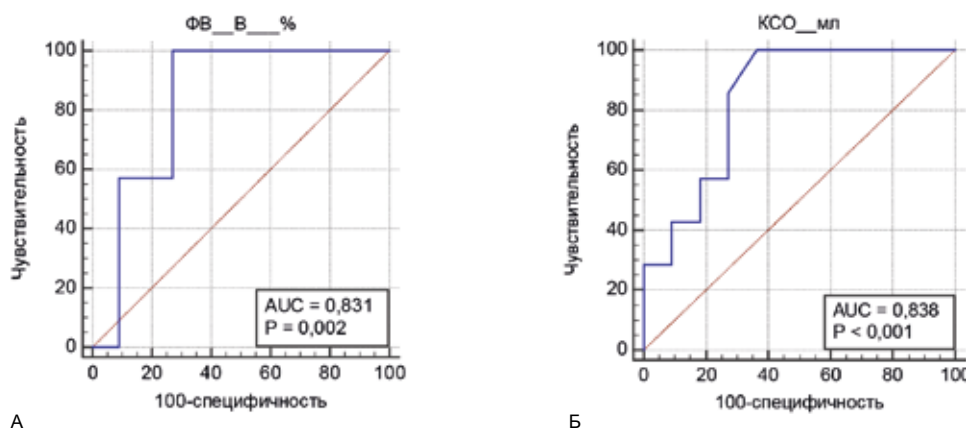 ФВ__В___%
100
80
60
40
20
0
Чувствительность
AUC = 0,831
P = 0,002
0 20 40 60 80 100
100-специфичность
А
КСО__мл
100
80
60
40
20
0
Чувствительность
AUC = 0,838
P < 0,001
0 20 40 60 80 100
100-специфичность
Б